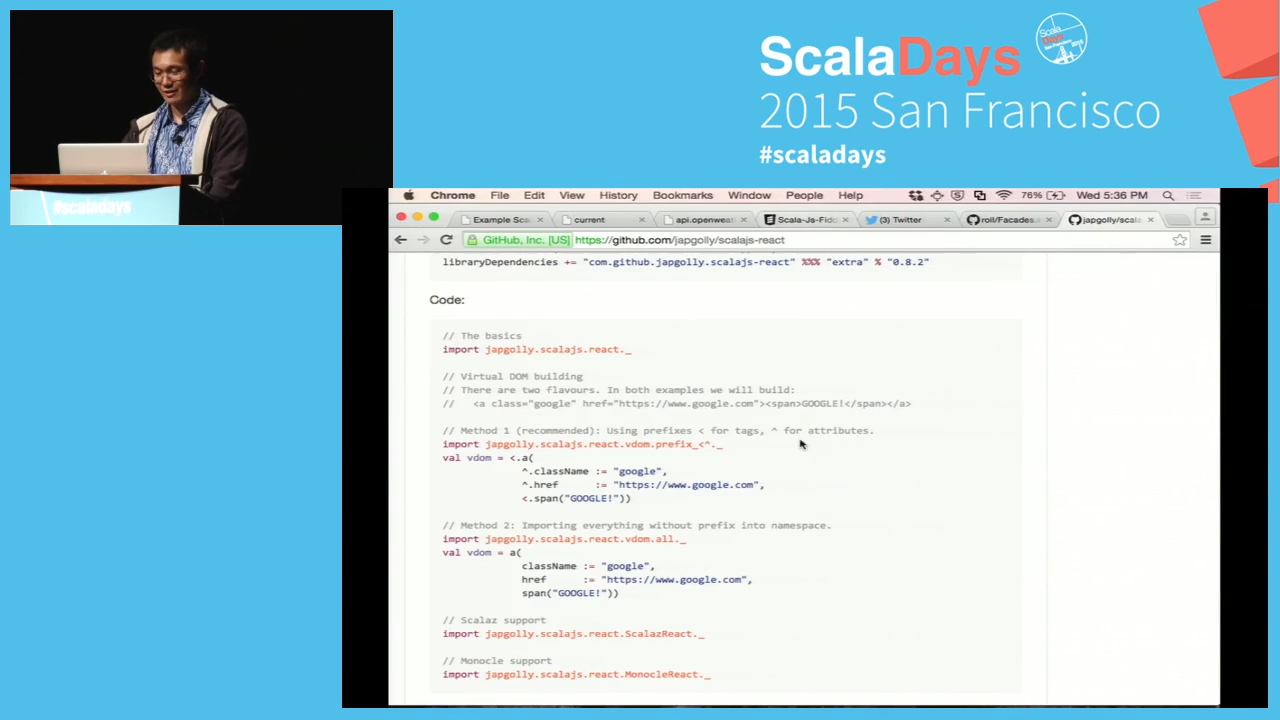 ScalaDays
2015 San Francisco
#scaladays
#scaladays
Chrome File Edit View History Bookmarks Window People Help 76% Wed 5:36 PM
Example Sca current api.openweat Scala-Js-Fidd (3) Twitter roll/Facades. japgolly/scala
GitHub, Inc. [US] https://github.com/japgolly/scalajs-react
libraryDependencies += "com.github.japgolly.scalajs-react" %%% "extra" % "0.8.2"
Code:
// The basics
import japgolly.scalajs.react._
// Virtual DOM building
// There are two flavours. In both examples we will build:
// <a class="google" href="https://www.google.com"><span>GOOGLE!</span></a>
// Method 1 (recommended): Using prefixes < for tags, ^ for attributes.
import japgolly.scalajs.react.vdom.prefix_<^._
val vdom = <.a(
^.className := "google",
^.href := "https://www.google.com",
<.span("GOOGLE!"))
// Method 2: Importing everything without prefix into namespace.
import japgolly.scalajs.react.vdom.all._
val vdom = a(
className := "google",
href := "https://www.google.com",
span("GOOGLE!"))
// Scalaz support
import japgolly.scalajs.react.ScalazReact._
// Monocle support
import japgolly.scalajs.react.MonocleReact._